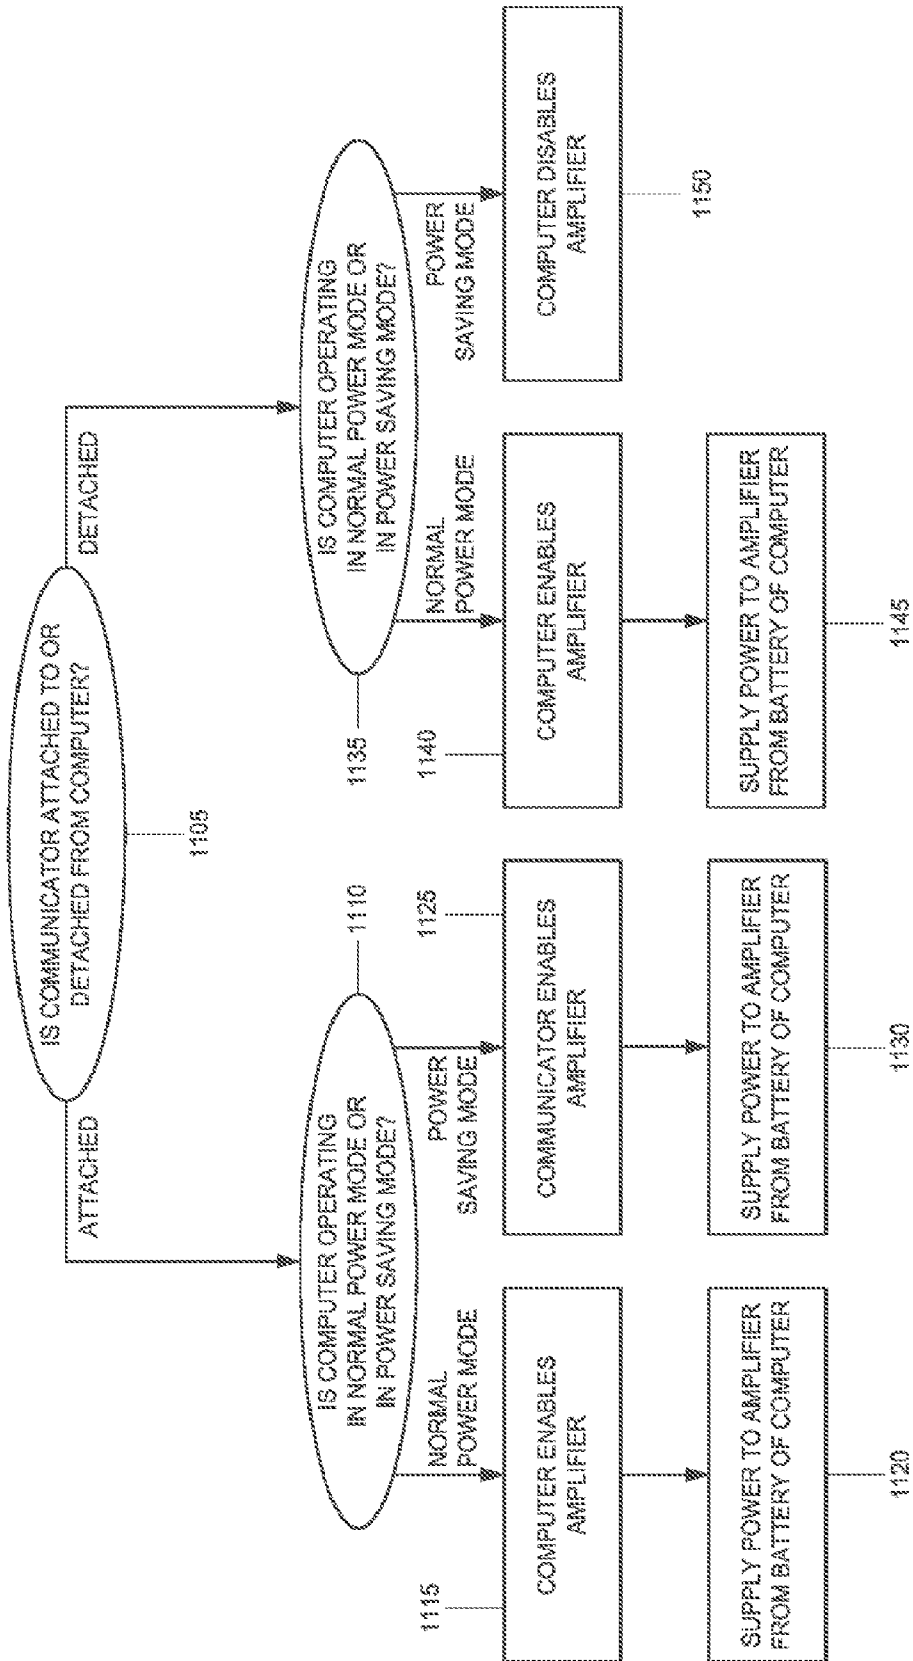 IS COMMUNICATOR ATTACHED TO OR
DETACHED FROM COMPUTER?
1105
ATTACHED
DETACHED
IS COMPUTER OPERATING
IN NORMAL POWER MODE OR
IN POWER SAVING MODE?
1110
NORMAL
POWER MODE
POWER
SAVING MODE
1115
COMPUTER ENABLES
AMPLIFIER
SUPPLY POWER TO AMPLIFIER
FROM BATTERY OF COMPUTER
1120
1125
COMMUNICATOR ENABLES
AMPLIFIER
SUPPLY POWER TO AMPLIFIER
FROM BATTERY OF COMPUTER
1130
IS COMPUTER OPERATING
IN NORMAL POWER MODE OR
IN POWER SAVING MODE?
1135
NORMAL
POWER MODE
POWER
SAVING MODE
1140
COMPUTER ENABLES
AMPLIFIER
SUPPLY POWER TO AMPLIFIER
FROM BATTERY OF COMPUTER
1145
COMPUTER DISABLES
AMPLIFIER
1150